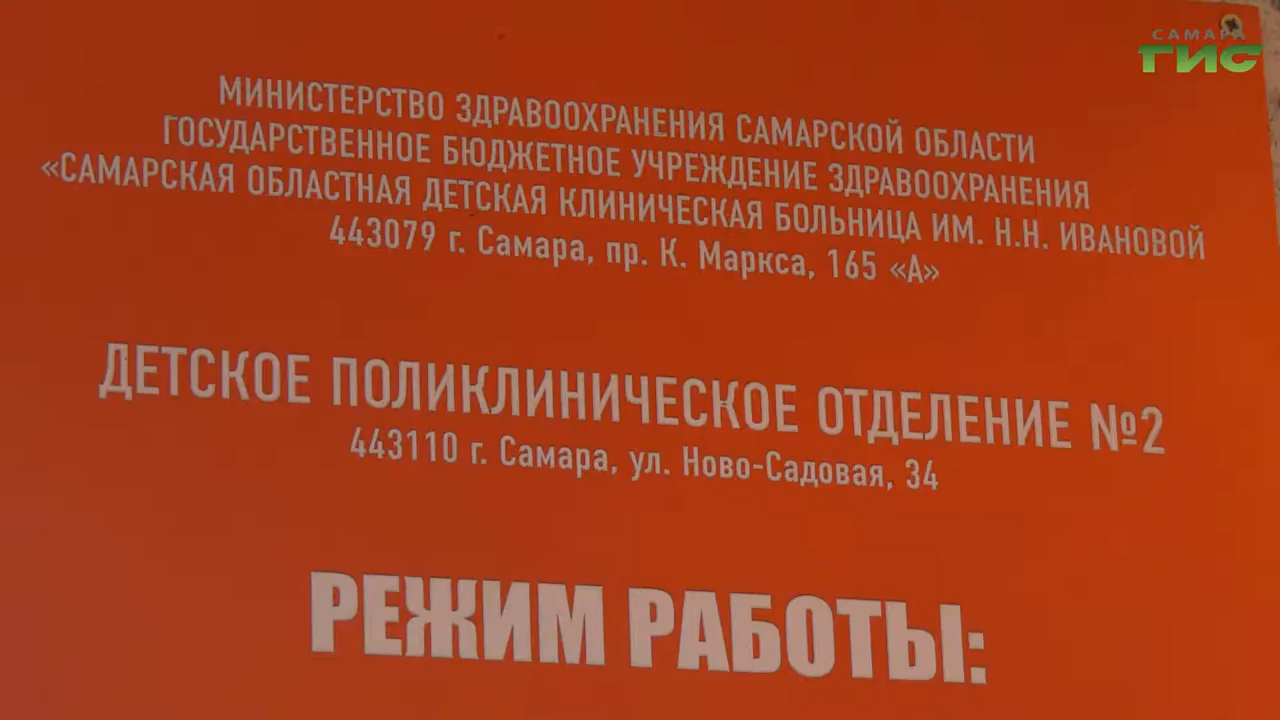 САМАРА
ГИС
МИНИСТЕРСТВО ЗДРАВООХРАНЕНИЯ САМАРСКОЙ ОБЛАСТИ
ГОСУДАРСТВЕННОЕ БЮДЖЕТНОЕ УЧРЕЖДЕНИЕ ЗДРАВООХРАНЕНИЯ
«САМАРСКАЯ ОБЛАСТНАЯ ДЕТСКАЯ КЛИНИЧЕСКАЯ БОЛЬНИЦА ИМ. Н.Н. ИВАНОВОЙ
443079 г. Самара, пр. К. Маркса, 165 «А»
ДЕТСКОЕ ПОЛИКЛИНИЧЕСКОЕ ОТДЕЛЕНИЕ №2
443110 г. Самара, ул. Ново-Садовая, 34
РЕЖИМ РАБОТЫ: